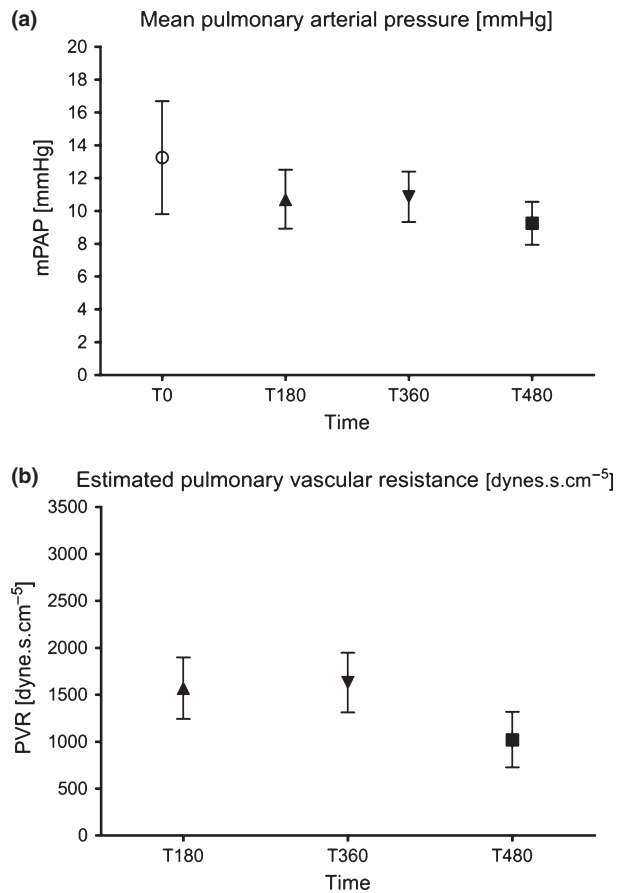 (a) Mean pulmonary arterial pressure [mmHg]
20
18
16
14
12
10
8
6
4
2
0
mPAP [mmHg]
T0 T180 T360 T480
Time
(b) Estimated pulmonary vascular resistance [dynes.s.cm⁻⁵]
3500
3000
2500
2000
1500
1000
500
0
PVR [dyne.s.cm⁻⁵]
T180 T360 T480
Time